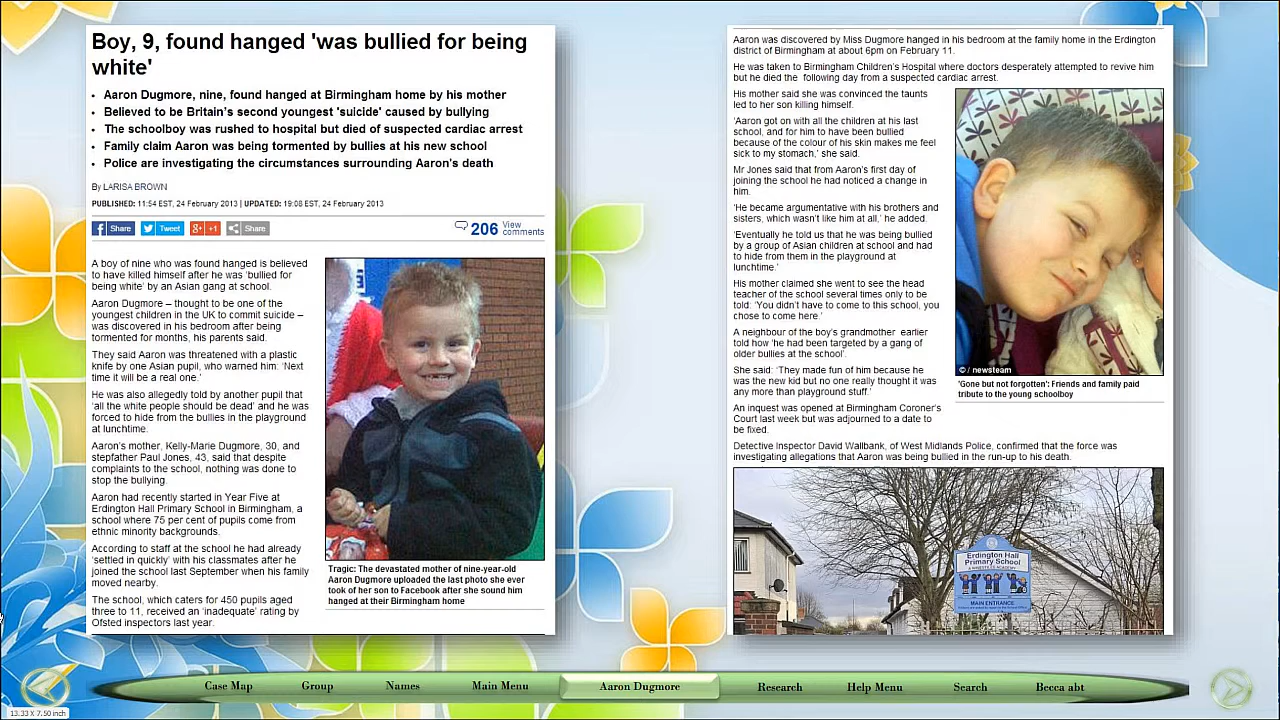 Boy, 9, found hanged 'was bullied for being
white'
Aaron Dugmore, nine, found hanged at Birmingham home by his mother
Believed to be Britain's second youngest 'suicide' caused by bullying
The schoolboy was rushed to hospital but died of suspected cardiac arrest
Family claim Aaron was being tormented by bullies at his new school
Police are investigating the circumstances surrounding Aaron's death
By LARISA BROWN
PUBLISHED: 11:54 EST, 24 February 2013 | UPDATED: 19:08 EST, 24 February 2013
Share Tweet +1 Share 206 View
comments
A boy of nine who was found hanged is believed
to have killed himself after he was 'bullied for
being white' by an Asian gang at school.
Aaron Dugmore – thought to be one of the
youngest children in the UK to commit suicide –
was discovered in his bedroom after being
tormented for months, his parents said.
They said Aaron was threatened with a plastic
knife by one Asian pupil, who warned him: 'Next
time it will be a real one.'
He was also allegedly told by another pupil that
'all the white people should be dead' and he was
forced to hide from the bullies in the playground
at lunchtime.
Aaron's mother, Kelly-Marie Dugmore, 30, and
stepfather Paul Jones, 43, said that despite
complaints to the school, nothing was done to
stop the bullying.
Aaron had recently started in Year Five at
Erdington Hall Primary School in Birmingham, a
school where 75 per cent of pupils come from
ethnic minority backgrounds.
According to staff at the school he had already
'settled in quickly' with his classmates after he
joined the school last September when his family
moved nearby.
The school, which caters for 450 pupils aged
three to 11, received an 'inadequate' rating by
Ofsted inspectors last year.
Tragic: The devastated mother of nine-year-old
Aaron Dugmore uploaded the last photo she ever
took of her son to Facebook after she sound him
hanged at their Birmingham home
Aaron was discovered by Miss Dugmore hanged in his bedroom at the family home in the Erdington
district of Birmingham at about 6pm on February 11.
He was taken to Birmingham Children's Hospital where doctors desperately attempted to revive him
but he died the following day from a suspected cardiac arrest.
His mother said she was convinced the taunts
led to her son killing himself.
'Aaron got on with all the children at his last
school, and for him to have been bullied
because of the colour of his skin makes me feel
sick to my stomach,' she said.
Mr Jones said that from Aaron's first day of
joining the school he had noticed a change in
him.
'He became argumentative with his brothers and
sisters, which wasn't like him at all,' he added.
'Eventually he told us that he was being bullied
by a group of Asian children at school and had
to hide from them in the playground at
lunchtime.'
His mother claimed she went to see the head
teacher of the school several times only to be
told: 'You didn't have to come to this school, you
chose to come here.'
A neighbour of the boy's grandmother earlier
told how 'he had been targeted by a gang of
older bullies at the school'.
She said: 'They made fun of him because he
was the new kid but no one really thought it was
any more than playground stuff.'
An inquest was opened at Birmingham Coroner's
Court last week but was adjourned to a date to
be fixed.
© / newsteam
'Gone but not forgotten': Friends and family paid
tribute to the young schoolboy
Detective Inspector David Wallbank, of West Midlands Police, confirmed that the force was
investigating allegations that Aaron was being bullied in the run-up to his death.
Erdington Hall
Primary School
MAIN ENTRANCE
Case Map Group Names Main Menu Aaron Dugmore Research Help Menu Search Becca abt
13.33 X 7.50 inch